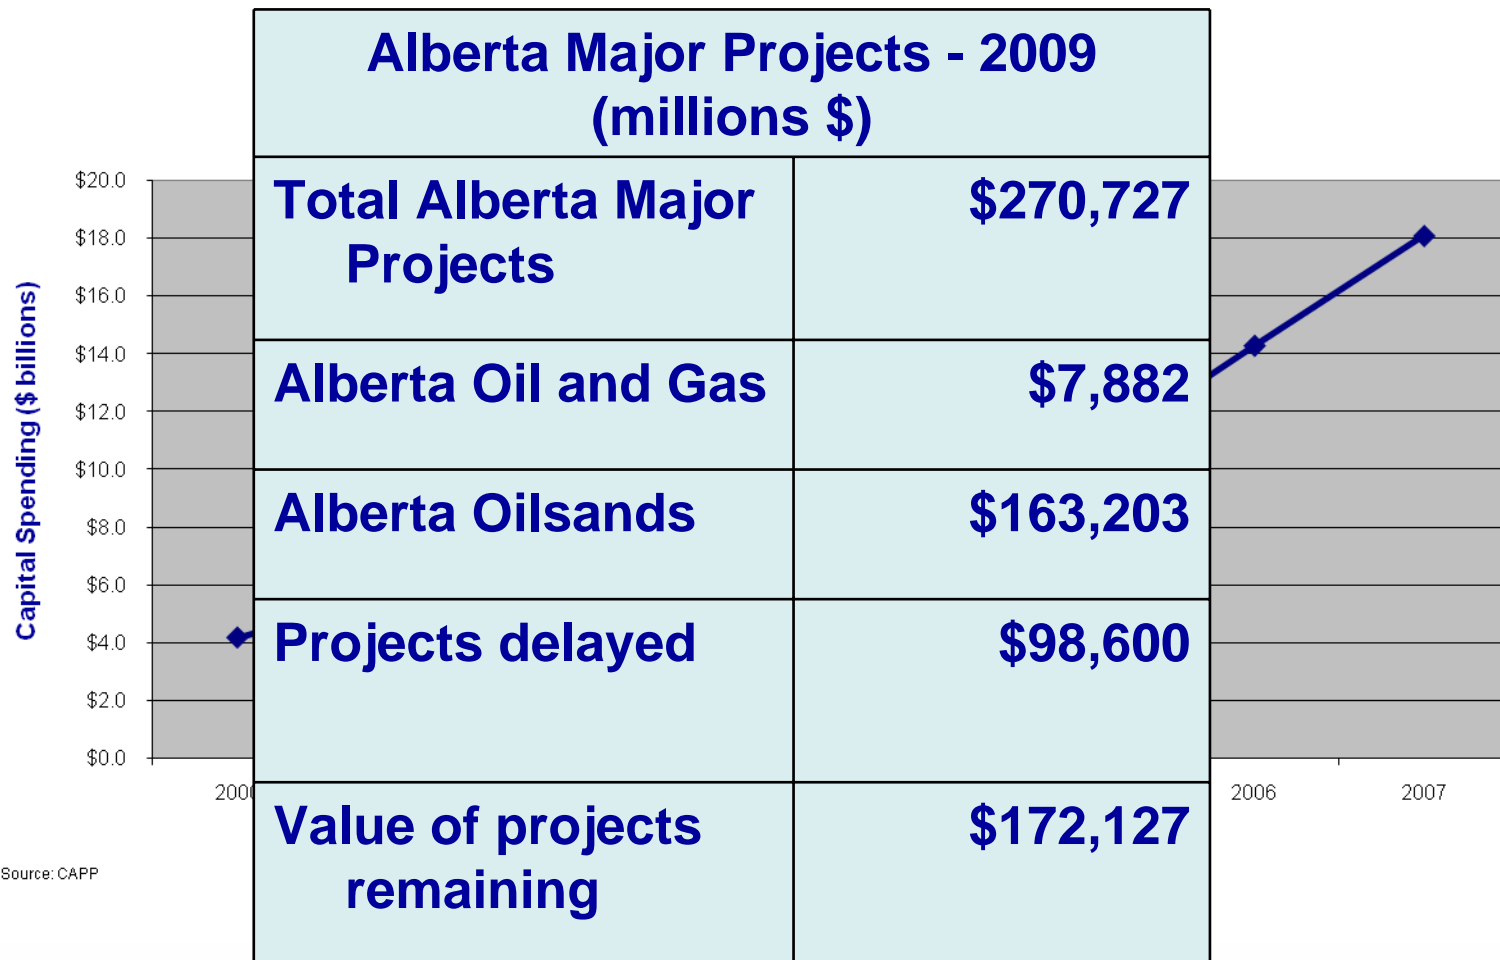 Alberta Major Projects - 2009
(millions $)
Total Alberta Major
Projects
$270,727
Alberta Oil and Gas
$7,882
Alberta Oilsands
$163,203
Projects delayed
$98,600
Value of projects
remaining
$172,127
Capital Spending ($ billions)
$20.0
$18.0
$16.0
$14.0
$12.0
$10.0
$8.0
$6.0
$4.0
$2.0
$0.0
2006
2007
Source: CAPP